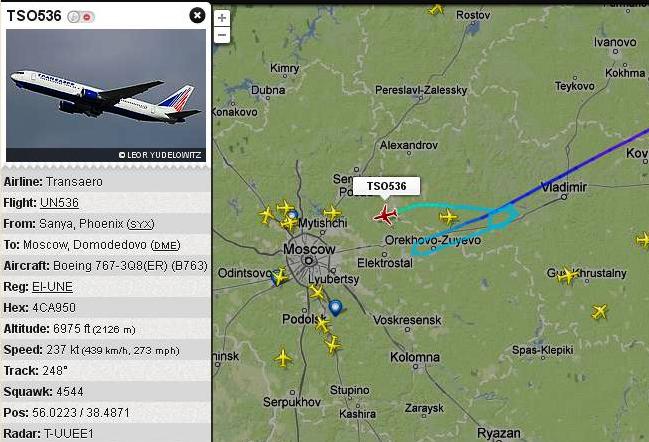 TSO536
TRANSAERO
© LEOR YUDELOWITZ
Airline: Transaero
Flight: UN536
From: Sanya, Phoenix (SYX)
To: Moscow, Domodedovo (DME)
Aircraft: Boeing 767-3Q8(ER) (B763)
Reg: EI-UNE
Hex: 4CA950
Altitude: 6975 ft (2126 m)
Speed: 237 kt (439 km/h, 273 mph)
Track: 248°
Squawk: 4544
Pos: 56.0223 / 38.4871
Radar: T-UUEE1
+
−
Rostov
Ivanovo
Kimry
Kokhma
Teykovo
Dubna
Pereslavl-Zalessky
Konakovo
Alexandrov
Kov
Ser
TSO536
Vladimir
Mytishchi
Moscow
Orekhovo-Zuyevo
Elektrostal
Odintsovo
Lyubertsy
Gus-Khrustalny
Podolsk
Voskresensk
ninsk
Kolomna
Spas-Klepiki
Stupino
Serpukhov
Kashira
Zaraysk
Ryazan